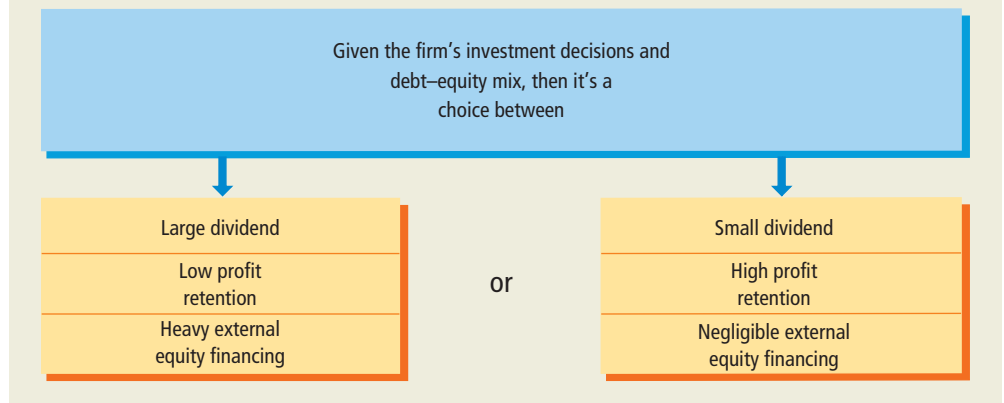 Given the firm's investment decisions and
debt–equity mix, then it's a
choice between
Large dividend
Low profit
retention
Heavy external
equity financing
or
Small dividend
High profit
retention
Negligible external
equity financing